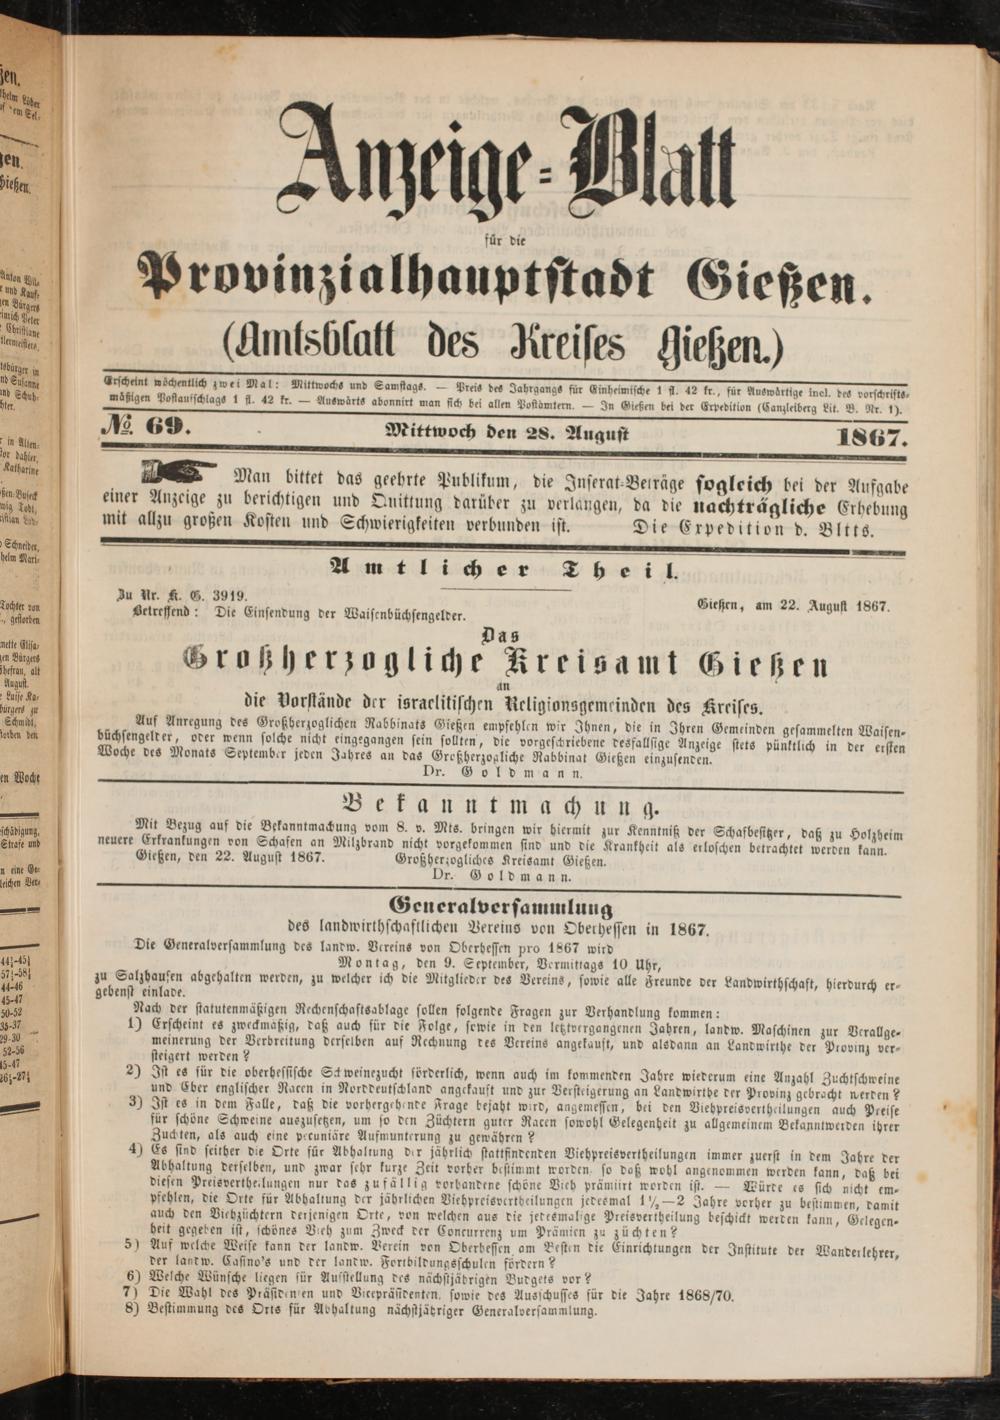 Anzeige-Blatt
für die
Provinzialhauptstadt Gießen.
(Amtsblatt des Kreises Gießen.)
Erscheint wöchentlich zwei Mal: Mittwochs und Samstags. — Preis des Jahrgangs für Einheimische 1 fl. 42 kr., für Auswärtige incl. des vorschrifts-
mäßigen Postaufschlags 1 fl. 42 kr. — Auswärts abonnirt man sich bei allen Postämtern. — In Gießen bei der Expedition (Canzleiberg Lit. B. Nr. 1).
№ 69. Mittwoch den 28. August 1867.
Man bittet das geehrte Publikum, die Inserat-Beträge sogleich bei der Aufgabe
einer Anzeige zu berichtigen und Quittung darüber zu verlangen, da die nachträgliche Erhebung
mit allzu großen Kosten und Schwierigkeiten verbunden ist. Die Expedition d. Bltts.
Amtlicher Theil.
Zu Nr. K. G. 3919. Gießen, am 22. August 1867.
Betreffend: Die Einsendung der Waisenbüchsengelder.
Das
Großherzogliche Kreisamt Gießen
an
die Vorstände der israelitischen Religionsgemeinden des Kreises.
Auf Anregung des Großherzoglichen Rabbinats Gießen empfehlen wir Ihnen, die in Ihren Gemeinden gesammelten Waisen-
büchsengelder, oder wenn solche nicht eingegangen sein sollten, die vorgeschriebene desfallsige Anzeige stets pünktlich in der ersten
Woche des Monats September jeden Jahres an das Großherzogliche Rabbinat Gießen einzusenden.
Dr. Goldmann.
Bekanntmachung.
Mit Bezug auf die Bekanntmachung vom 8. v. Mts. bringen wir hiermit zur Kenntniß der Schafbesitzer, daß zu Holzheim
neuere Erkrankungen von Schafen an Milzbrand nicht vorgekommen sind und die Krankheit als erloschen betrachtet werden kann.
Gießen, den 22. August 1867. Großherzogliches Kreisamt Gießen.
Dr. Goldmann.
Generalversammlung
des landwirthschaftlichen Vereins von Oberhessen in 1867.
Die Generalversammlung des landw. Vereins von Oberhessen pro 1867 wird
Montag, den 9. September, Vormittags 10 Uhr,
zu Salzhausen abgehalten werden, zu welcher ich die Mitglieder des Vereins, sowie alle Freunde der Landwirthschaft, hierdurch er-
gebenst einlade.
Nach der statutenmäßigen Rechenschaftsablage sollen folgende Fragen zur Verhandlung kommen:
1) Erscheint es zweckmäßig, daß auch für die Folge, sowie in den letztvergangenen Jahren, landw. Maschinen zur Verallge-
meinerung der Verbreitung derselben auf Rechnung des Vereins angekauft, und alsdann an Landwirthe der Provinz ver-
steigert werden?
2) Ist es für die oberhessische Schweinezucht förderlich, wenn auch im kommenden Jahre wiederum eine Anzahl Zuchtschweine
und Eber englischer Racen in Norddeutschland angekauft und zur Versteigerung an Landwirthe der Provinz gebracht werden?
3) Ist es in dem Falle, daß die vorhergehende Frage bejaht wird, angemessen, bei den Viehpreisvertheilungen auch Preise
für schöne Schweine auszusetzen, um so den Züchtern guter Racen sowohl Gelegenheit zu allgemeinem Bekanntwerden ihrer
Zuchten, als auch eine pecuniäre Aufmunterung zu gewähren?
4) Es sind seither die Orte für Abhaltung der jährlich stattfindenden Viehpreisvertheilungen immer zuerst in dem Jahre der
Abhaltung derselben, und zwar sehr kurze Zeit vorher bestimmt worden, so daß wohl angenommen werden kann, daß bei
diesen Preisvertheilungen nur das zufällig vorhandene schöne Vieh prämiirt worden ist. — Würde es sich nicht em-
pfehlen, die Orte für Abhaltung der jährlichen Viehpreisvertheilungen jedesmal 1½—2 Jahre vorher zu bestimmen, damit
auch den Viehzüchtern derjenigen Orte, von welchen aus die jedesmalige Preisvertheilung beschickt werden kann, Gelegen-
heit gegeben ist, schönes Vieh zum Zweck der Concurrenz um Prämien zu züchten?
5) Auf welche Weise kann der landw. Verein von Oberhessen am Besten die Einrichtungen der Institute der Wanderlehrer,
der landw. Casino's und der landw. Fortbildungsschulen fördern?
6) Welche Wünsche liegen für Aufstellung des nächstjährigen Budgets vor?
7) Die Wahl des Präsidenten und Vicepräsidenten, sowie des Ausschusses für die Jahre 1868/70.
8) Bestimmung des Orts für Abhaltung nächstjähriger Generalversammlung.